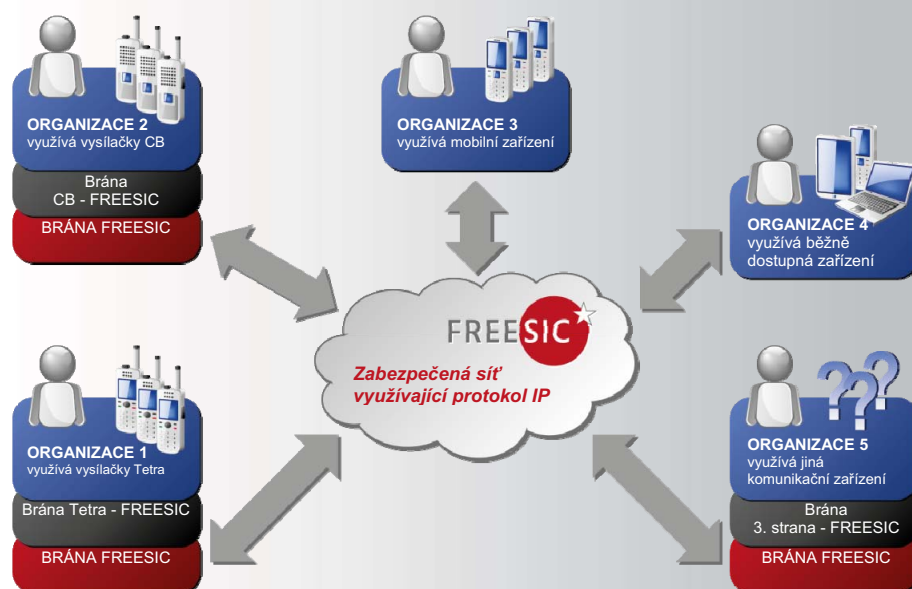 ORGANIZACE 2
využívá vysílačky CB
Brána
CB - FREESIC
BRÁNA FREESIC
ORGANIZACE 3
využívá mobilní zařízení
ORGANIZACE 4
využívá běžně
dostupná zařízení
FREESIC
Zabezpečená síť
využívající protokol IP
ORGANIZACE 1
využívá vysílačky Tetra
Brána Tetra - FREESIC
BRÁNA FREESIC
???
ORGANIZACE 5
využívá jiná
komunikační zařízení
Brána
3. strana - FREESIC
BRÁNA FREESIC